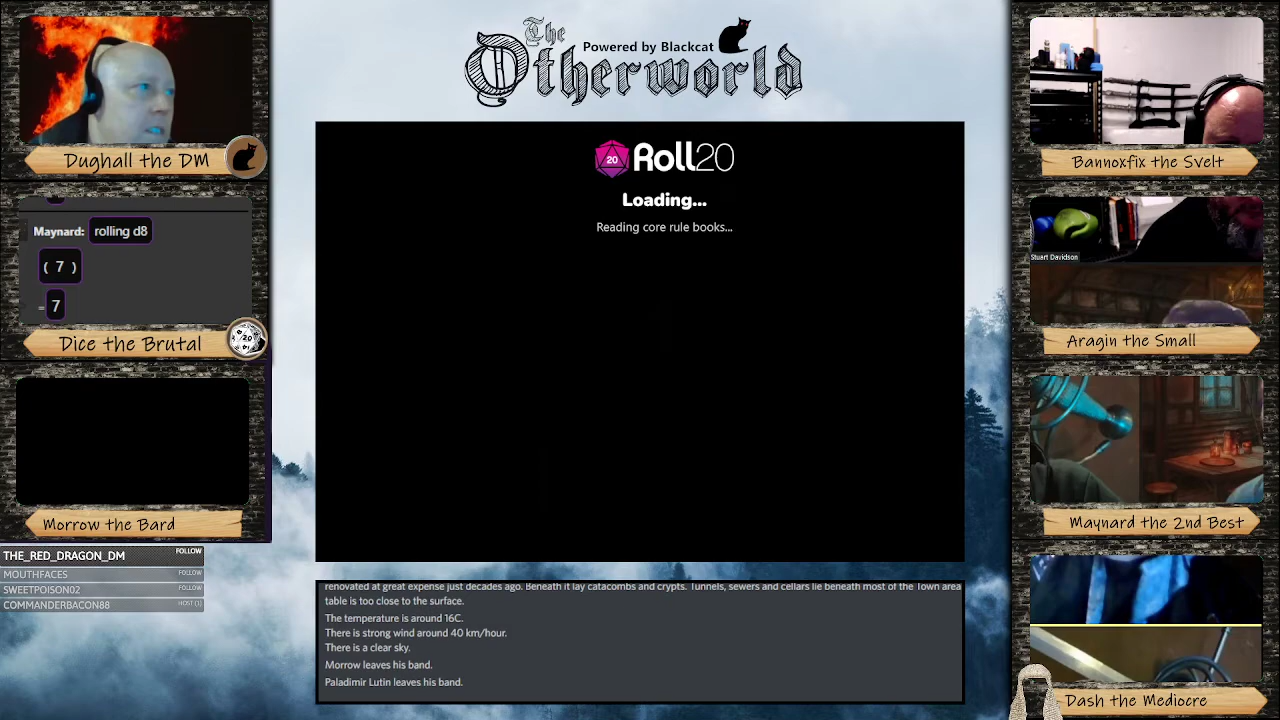 The
Powered by Blackcat
Otherworld
Dughall the DM
Maynard: rolling d8
( 7 )
=7
Dice the Brutal
20
Morrow the Bard
THE_RED_DRAGON_DM FOLLOW
MOUTHFACES FOLLOW
SWEETPOISON02 FOLLOW
COMMANDERBACON88 HOST (1)
20 Roll20
Loading...
Reading core rule books...
renovated at great expense just decades ago. Beneath it lay catacombs and crypts. Tunnels, sewers and cellars lie beneath most of the Town area
table is too close to the surface.
The temperature is around 16C.
There is strong wind around 40 km/hour.
There is a clear sky.
Morrow leaves his band.
Paladimir Lutin leaves his band.
Bannoxfix the Svelt
Stuart Davidson
Aragin the Small
Maynard the 2nd Best
Dash the Mediocre